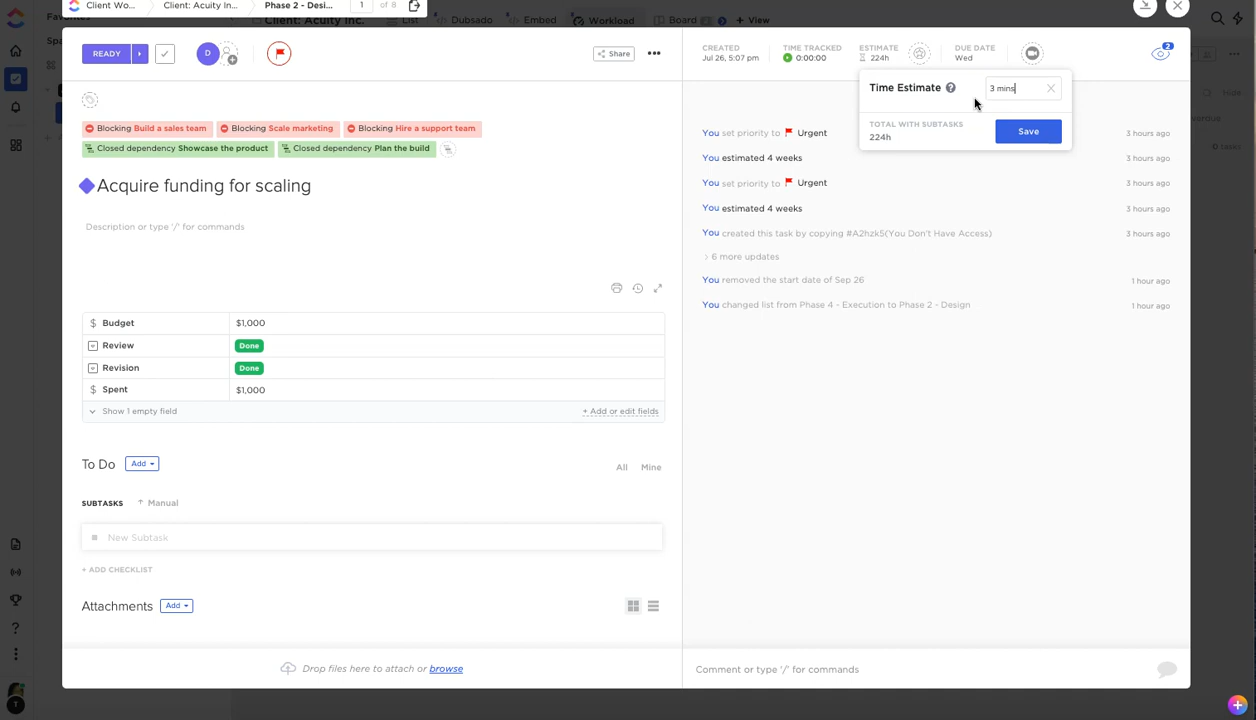 Client Wo...
Client: Acuity In...
Phase 2 - Desi...
1 of 8
Client: Acuity Inc.
List
Dubsado
Embed
Workload
Board
+ View
READY
D
Share
CREATED
Jul 26, 5:07 pm
TIME TRACKED
0:00:00
ESTIMATE
224h
DUE DATE
Wed
2
Time Estimate ?
3 mins
TOTAL WITH SUBTASKS
224h
Save
Hide
Blocking Build a sales team
Blocking Scale marketing
Blocking Hire a support team
Closed dependency Showcase the product
Closed dependency Plan the build
Acquire funding for scaling
Description or type '/' for commands
$ Budget $1,000
Review Done
Revision Done
$ Spent $1,000
Show 1 empty field
+ Add or edit fields
To Do
Add
All
Mine
SUBTASKS
Manual
New Subtask
+ ADD CHECKLIST
Attachments
Add
Drop files here to attach or browse
You set priority to Urgent 3 hours ago
You estimated 4 weeks 3 hours ago
You set priority to Urgent 3 hours ago
You estimated 4 weeks 3 hours ago
You created this task by copying #A2hzk5(You Don't Have Access) 3 hours ago
6 more updates
You removed the start date of Sep 26 1 hour ago
You changed list from Phase 4 - Execution to Phase 2 - Design 1 hour ago
Comment or type '/' for commands
T